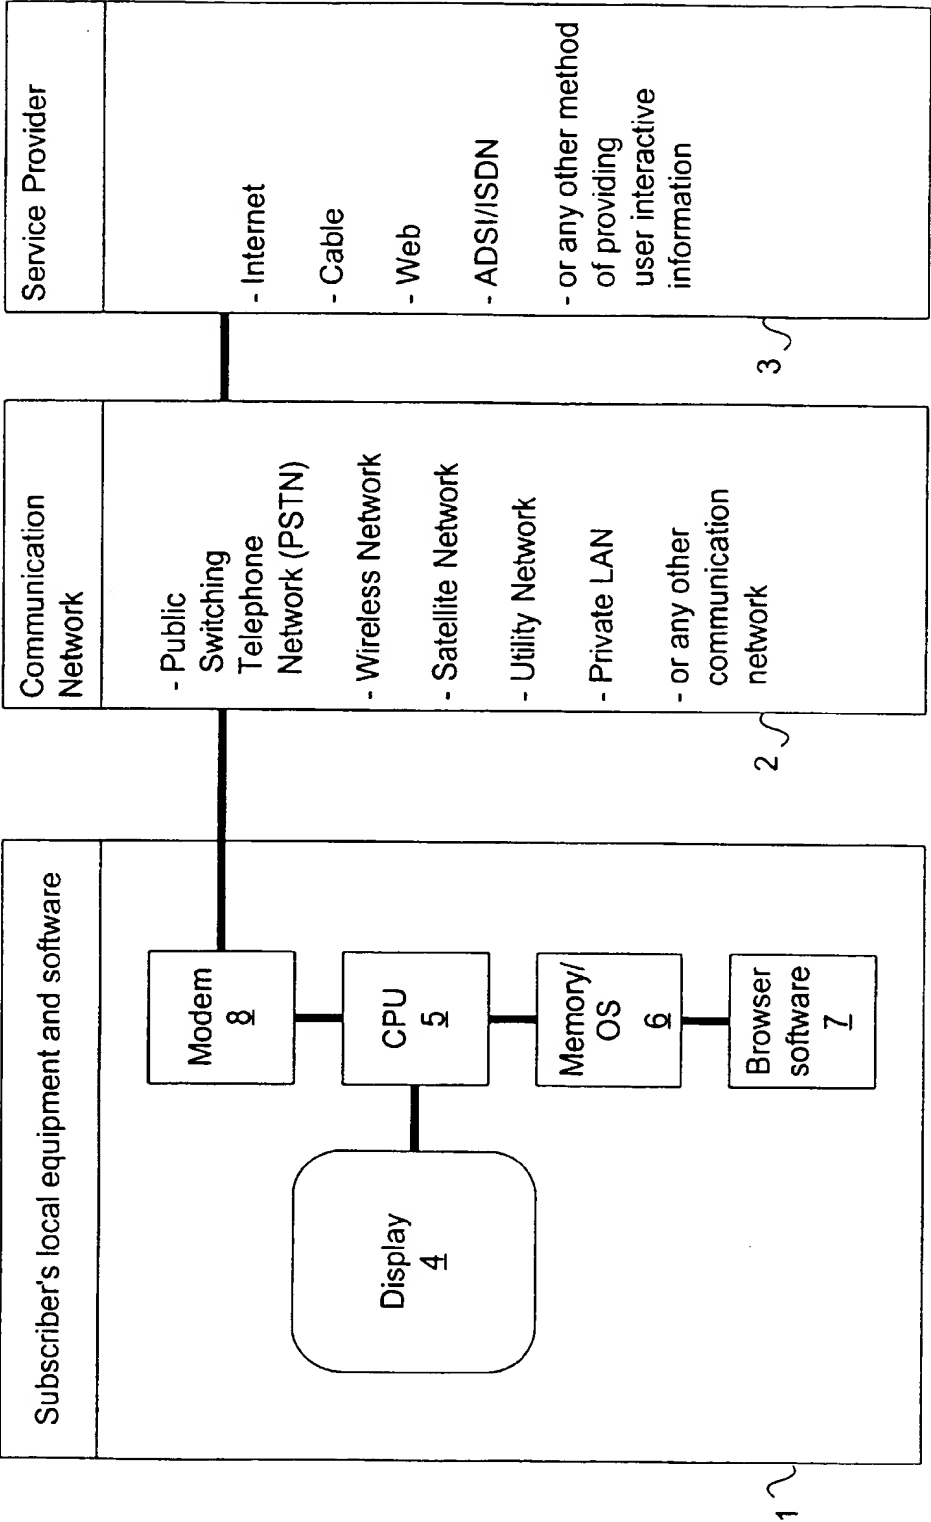 Subscriber's local equipment and software
Modem
8
CPU
5
Display
4
Memory/
OS
6
Browser
software
7
1
Communication
Network
- Public
Switching
Telephone
Network (PSTN)
- Wireless Network
- Satellite Network
- Utility Network
- Private LAN
- or any other
communication
network
2
Service Provider
- Internet
- Cable
- Web
- ADSI/ISDN
- or any other method
of providing
user interactive
information
3